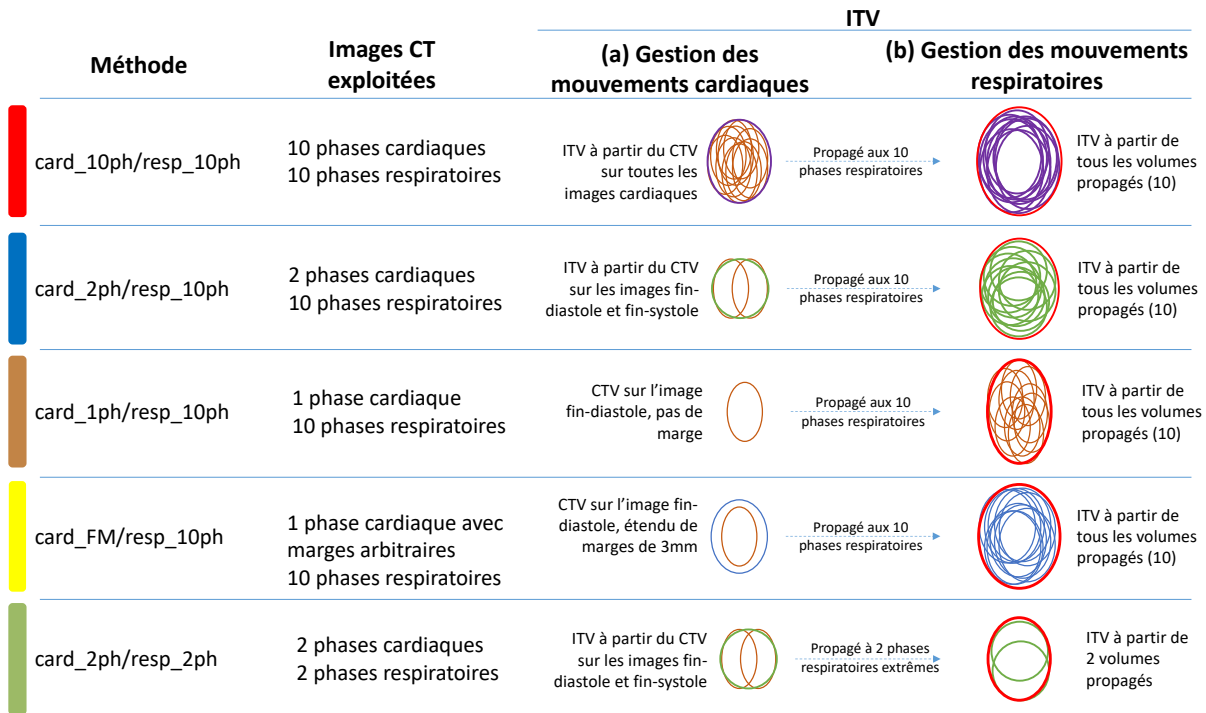 ITV
Méthode
Images CT
exploitées
(a) Gestion des
mouvements cardiaques
(b) Gestion des mouvements
respiratoires
card_10ph/resp_10ph
10 phases cardiaques
10 phases respiratoires
ITV à partir du CTV
sur toutes les
images cardiaques
Propagé aux 10
phases respiratoires
ITV à partir de
tous les volumes
propagés (10)
card_2ph/resp_10ph
2 phases cardiaques
10 phases respiratoires
ITV à partir du CTV
sur les images fin-
diastole et fin-systole
Propagé aux 10
phases respiratoires
ITV à partir de
tous les volumes
propagés (10)
card_1ph/resp_10ph
1 phase cardiaque
10 phases respiratoires
CTV sur l’image
fin-diastole, pas de
marge
Propagé aux 10
phases respiratoires
ITV à partir de
tous les volumes
propagés (10)
card_FM/resp_10ph
1 phase cardiaque avec
marges arbitraires
10 phases respiratoires
CTV sur l’image fin-
diastole, étendu de
marges de 3mm
Propagé aux 10
phases respiratoires
ITV à partir de
tous les volumes
propagés (10)
card_2ph/resp_2ph
2 phases cardiaques
2 phases respiratoires
ITV à partir du CTV
sur les images fin-
diastole et fin-systole
Propagé à 2 phases
respiratoires extrêmes
ITV à partir de
2 volumes
propagés